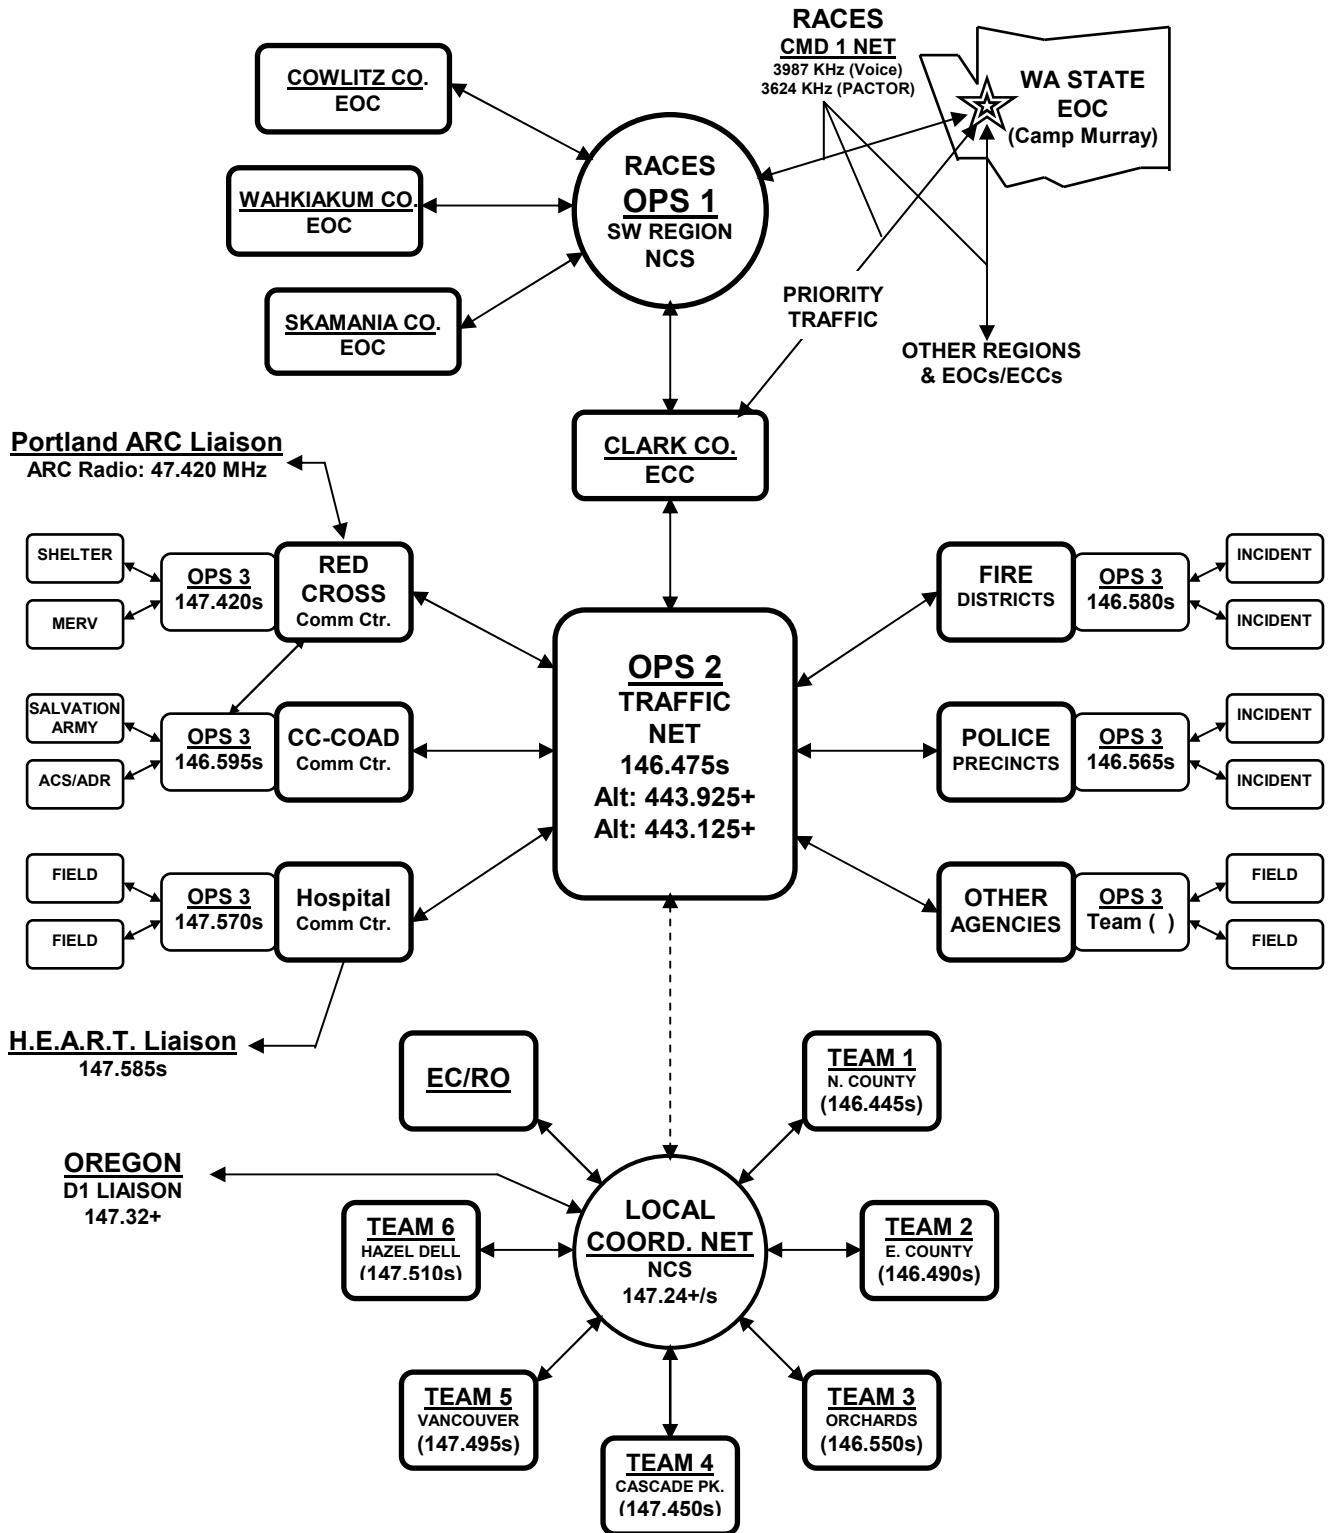 RACES
CMD 1 NET
3987 KHz (Voice)
3624 KHz (PACTOR)
WA STATE
EOC
(Camp Murray)
COWLITZ CO.
EOC
WAHKIAKUM CO.
EOC
SKAMANIA CO.
EOC
RACES
OPS 1
SW REGION
NCS
PRIORITY
TRAFFIC
OTHER REGIONS
& EOCs/ECCs
CLARK CO.
ECC
Portland ARC Liaison
ARC Radio: 47.420 MHz
SHELTER
MERV
OPS 3
147.420s
RED
CROSS
Comm Ctr.
SALVATION
ARMY
ACS/ADR
OPS 3
146.595s
CC-COAD
Comm Ctr.
FIELD
FIELD
OPS 3
147.570s
Hospital
Comm Ctr.
H.E.A.R.T. Liaison
147.585s
OPS 2
TRAFFIC
NET
146.475s
Alt: 443.925+
Alt: 443.125+
FIRE
DISTRICTS
OPS 3
146.580s
INCIDENT
INCIDENT
POLICE
PRECINCTS
OPS 3
146.565s
INCIDENT
INCIDENT
OTHER
AGENCIES
OPS 3
Team ( )
FIELD
FIELD
EC/RO
TEAM 1
N. COUNTY
(146.445s)
OREGON
D1 LIAISON
147.32+
LOCAL
COORD. NET
NCS
147.24+/s
TEAM 6
HAZEL DELL
(147.510s)
TEAM 2
E. COUNTY
(146.490s)
TEAM 5
VANCOUVER
(147.495s)
TEAM 3
ORCHARDS
(146.550s)
TEAM 4
CASCADE PK.
(147.450s)